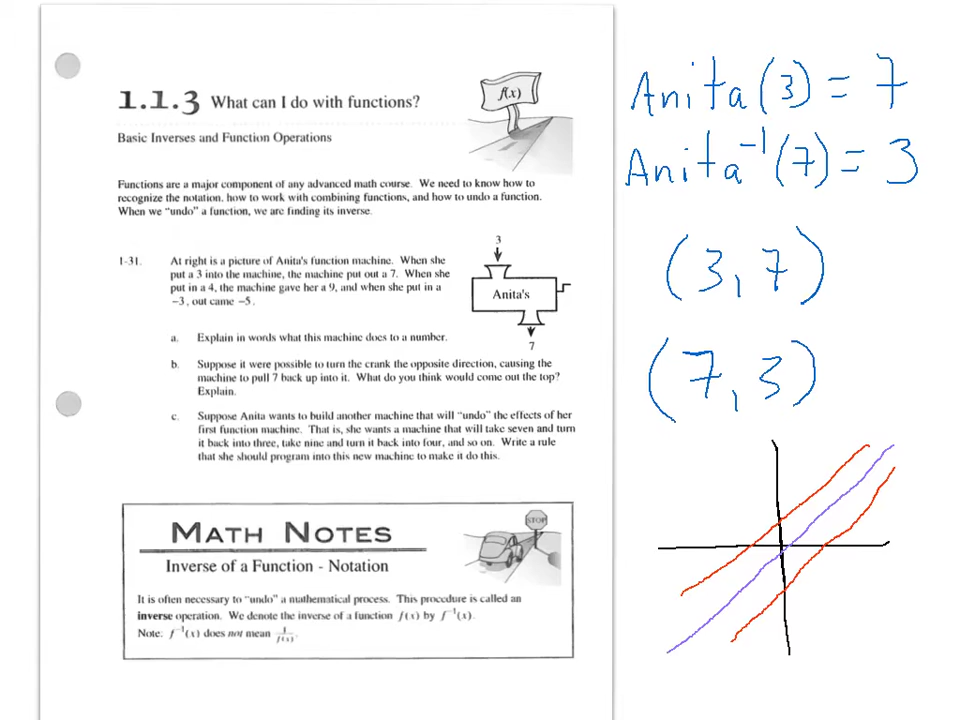 1.1.3 What can I do with functions?
f(x)
Basic Inverses and Function Operations
Functions are a major component of any advanced math course. We need to know how to
recognize the notation, how to work with combining functions, and how to undo a function.
When we "undo" a function, we are finding its inverse.
1-31. At right is a picture of Anita's function machine. When she
put a 3 into the machine, the machine put out a 7. When she
put in a 4, the machine gave her a 9, and when she put in a
−3, out came −5.
3
Anita's
7
a. Explain in words what this machine does to a number.
b. Suppose it were possible to turn the crank the opposite direction, causing the
machine to pull 7 back up into it. What do you think would come out the top?
Explain.
c. Suppose Anita wants to build another machine that will "undo" the effects of her
first function machine. That is, she wants a machine that will take seven and turn
it back into three, take nine and turn it back into four, and so on. Write a rule
that she should program into this new machine to make it do this.
MATH NOTES
STOP
Inverse of a Function - Notation
It is often necessary to "undo" a mathematical process. This procedure is called an
inverse operation. We denote the inverse of a function f(x) by f⁻¹(x).
Note: f⁻¹(x) does not mean 1/f(x).
Anita(3) = 7
Anita⁻¹(7) = 3
(3, 7)
(7, 3)